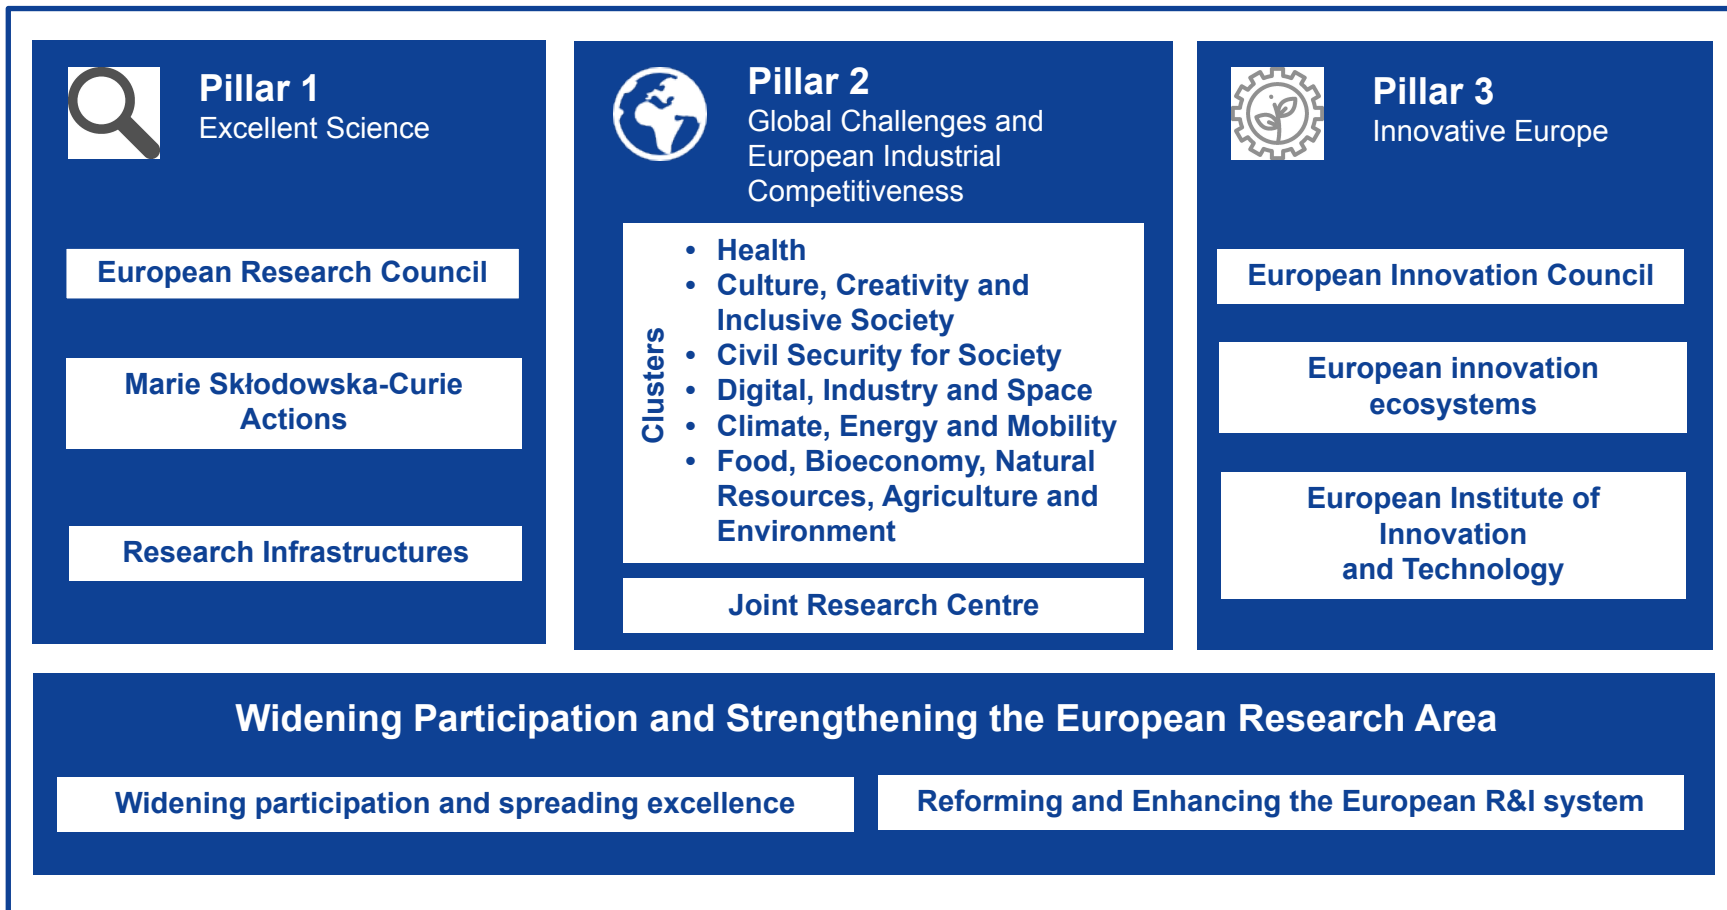 Pillar 1
Excellent Science
European Research Council
Marie Skłodowska-Curie
Actions
Research Infrastructures
Pillar 2
Global Challenges and
European Industrial
Competitiveness
Clusters
• Health
• Culture, Creativity and
Inclusive Society
• Civil Security for Society
• Digital, Industry and Space
• Climate, Energy and Mobility
• Food, Bioeconomy, Natural
Resources, Agriculture and
Environment
Joint Research Centre
Pillar 3
Innovative Europe
European Innovation Council
European innovation
ecosystems
European Institute of
Innovation
and Technology
Widening Participation and Strengthening the European Research Area
Widening participation and spreading excellence
Reforming and Enhancing the European R&I system